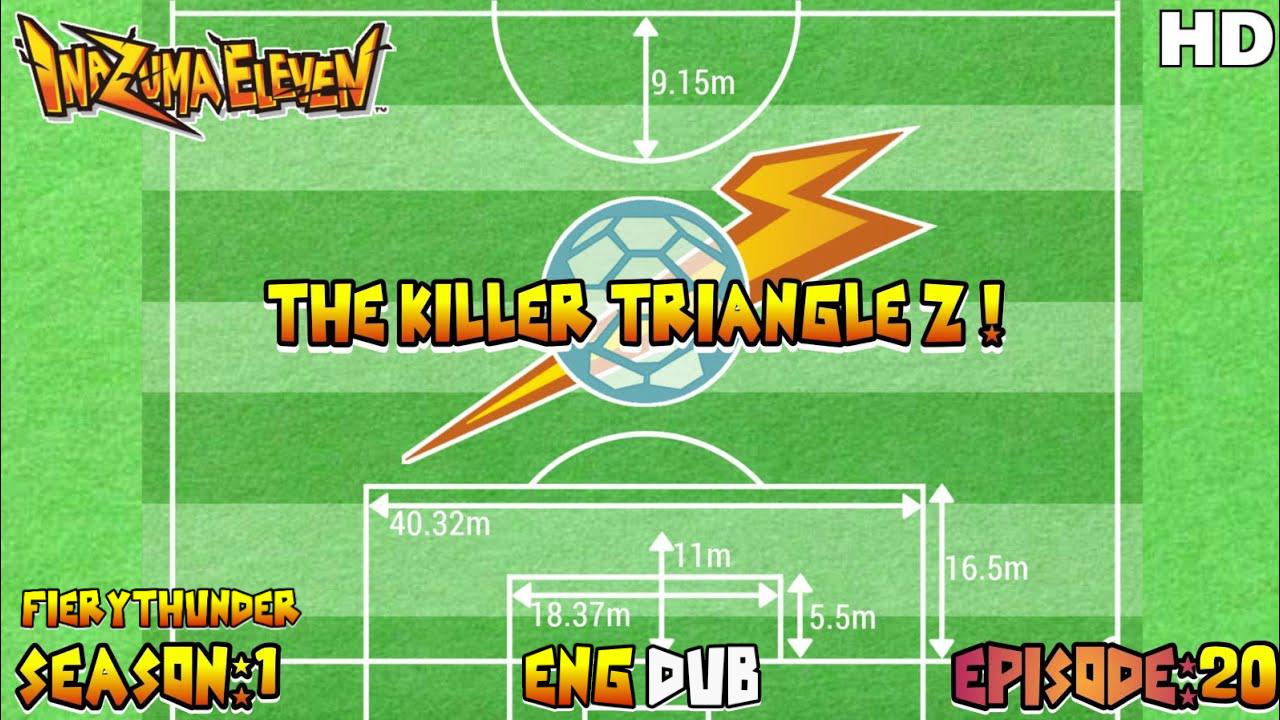 INAZUMA ELEVEN™
HD
9.15m
THE KILLER TRIANGLE Z!
40.32m
11m
16.5m
18.37m
5.5m
FIERYTHUNDER
SEASON:1
ENG DUB
EPISODE:20